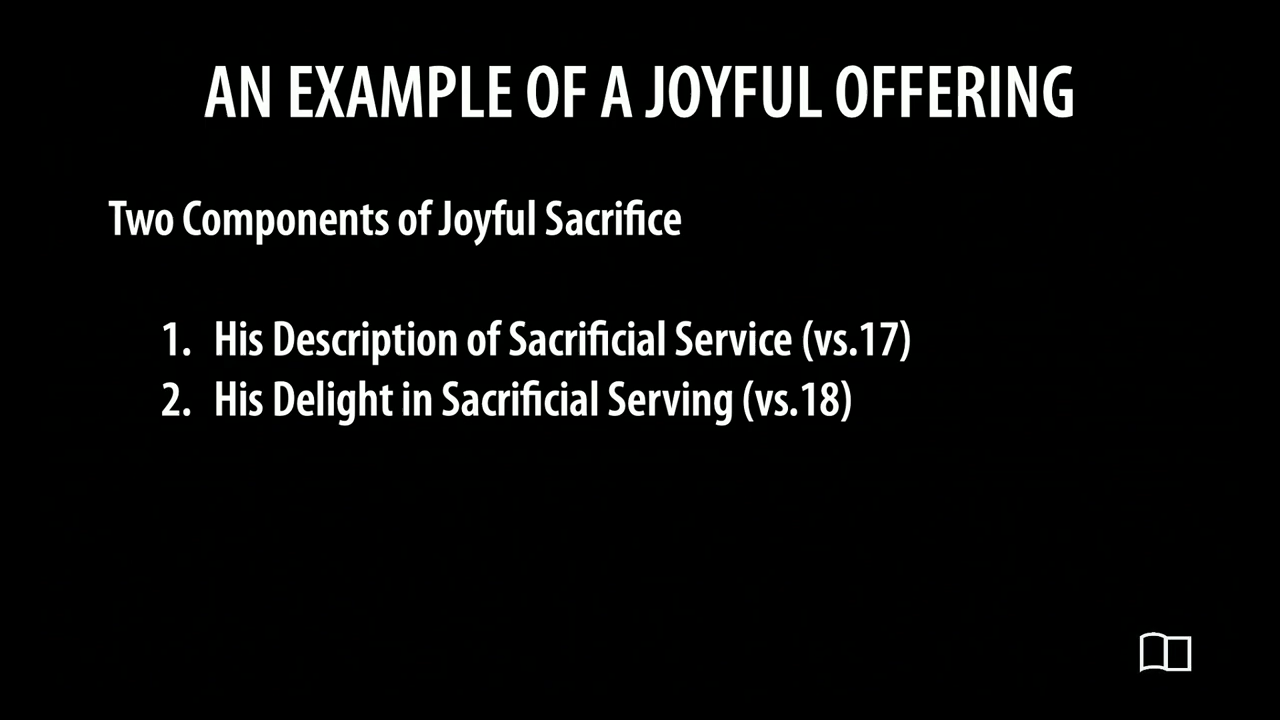 AN EXAMPLE OF A JOYFUL OFFERING
Two Components of Joyful Sacrifice
1. His Description of Sacrificial Service (vs.17)
2. His Delight in Sacrificial Serving (vs.18)